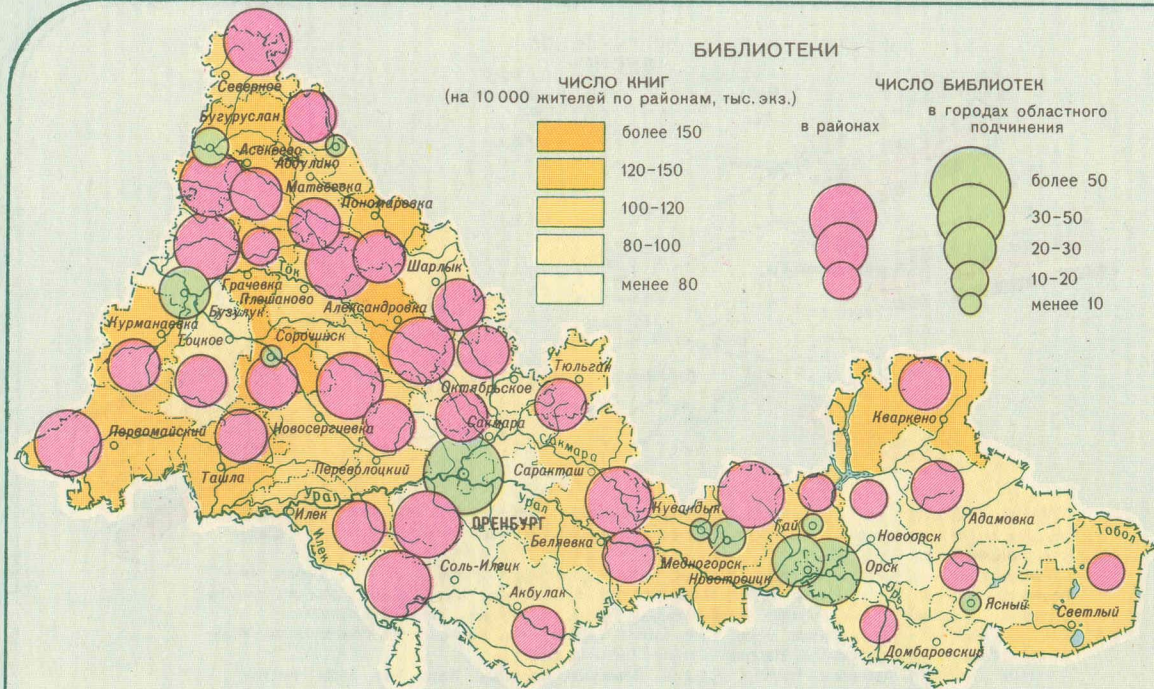 БИБЛИОТЕКИ
ЧИСЛО КНИГ
(на 10 000 жителей по районам, тыс. экз.)
более 150
120-150
100-120
80-100
менее 80
ЧИСЛО БИБЛИОТЕК
в районах
в городах областного
подчинения
более 50
30-50
20-30
10-20
менее 10
Северное
Бугуруслан
Асекеево
Абдулино
Матвеевка
Пономаревка
Шарлык
Ток
Грачевка
Плешаново
Александровка
Бузулук
Курманаевка
Тоцкое
Сорочинск
Октябрьское
Тюльган
Сакмара
Новосергиевка
Первомайский
Ташла
Переволоцкий
Сакмара
Саракташ
Кваркено
Урал
Урал
Илек
Илек
ОРЕНБУРГ
Беляевка
Кувандык
Гай
Медногорск
Новотроицк
Орск
Новоорск
Адамовка
Тобол
Орь
Ясный
Светлый
Домбаровский
Соль-Илецк
Акбулак